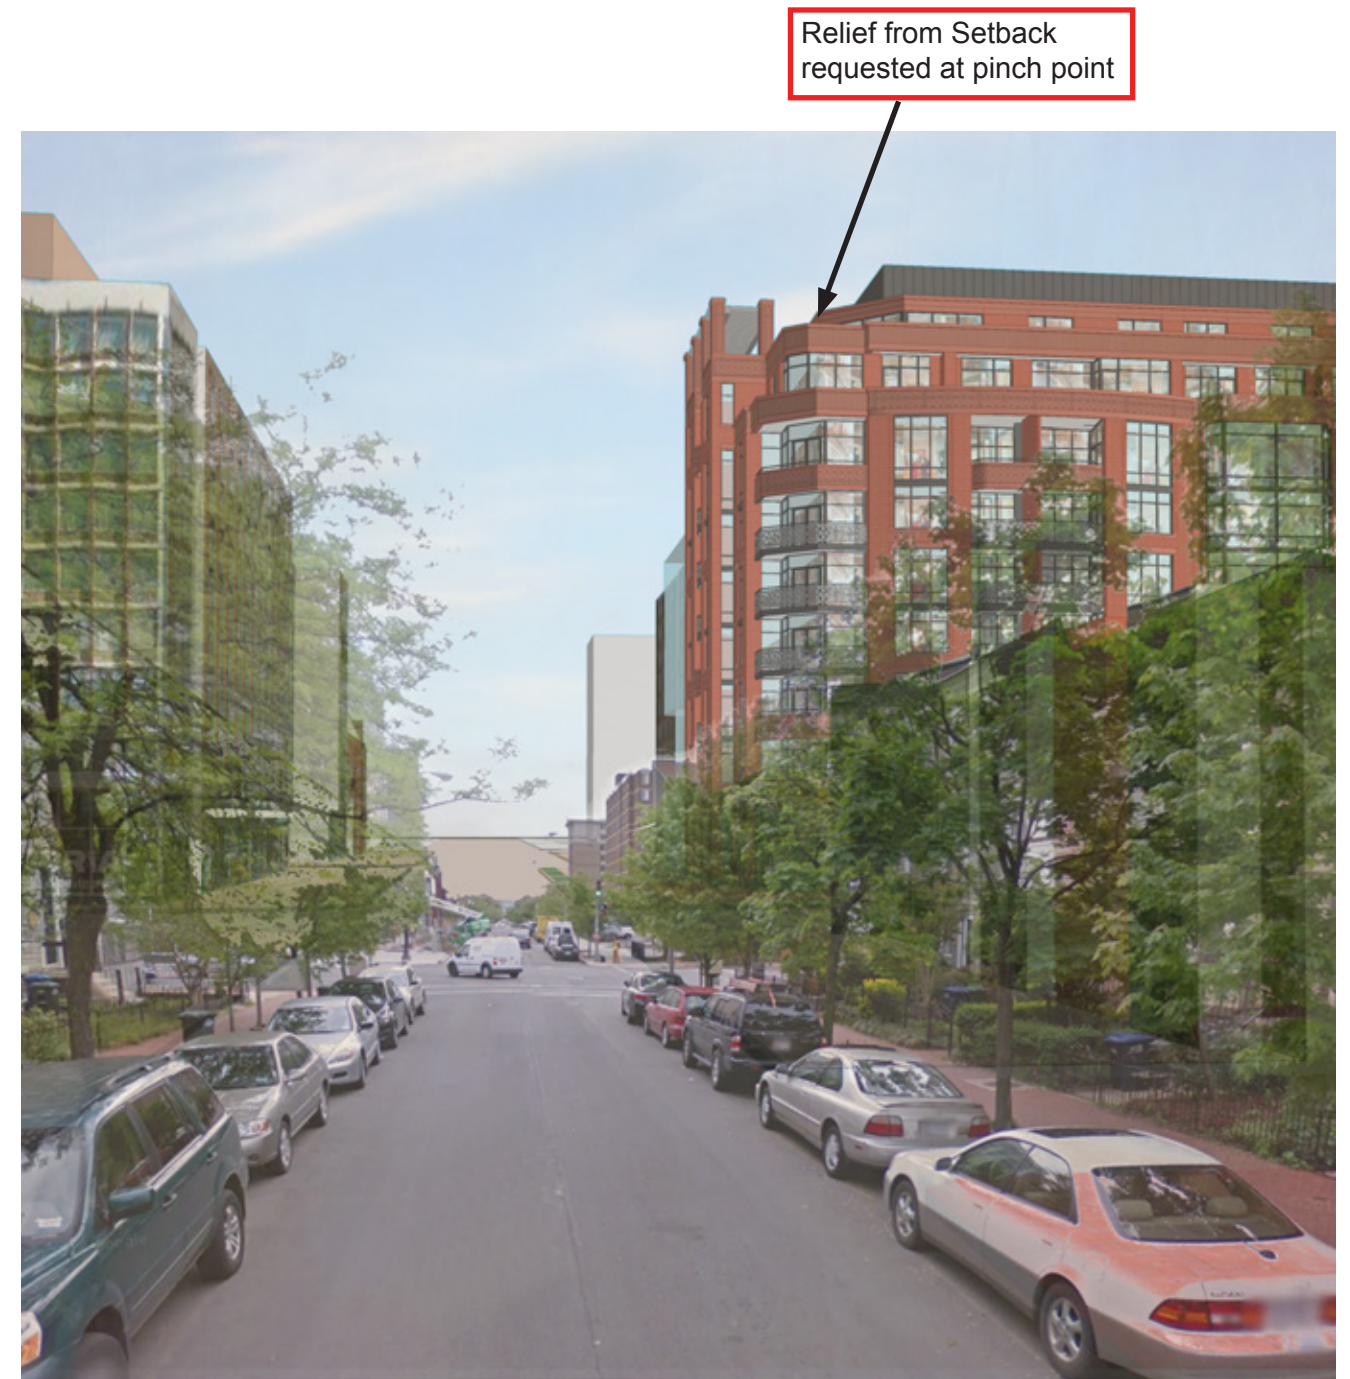 Relief from Setback
requested at pinch point